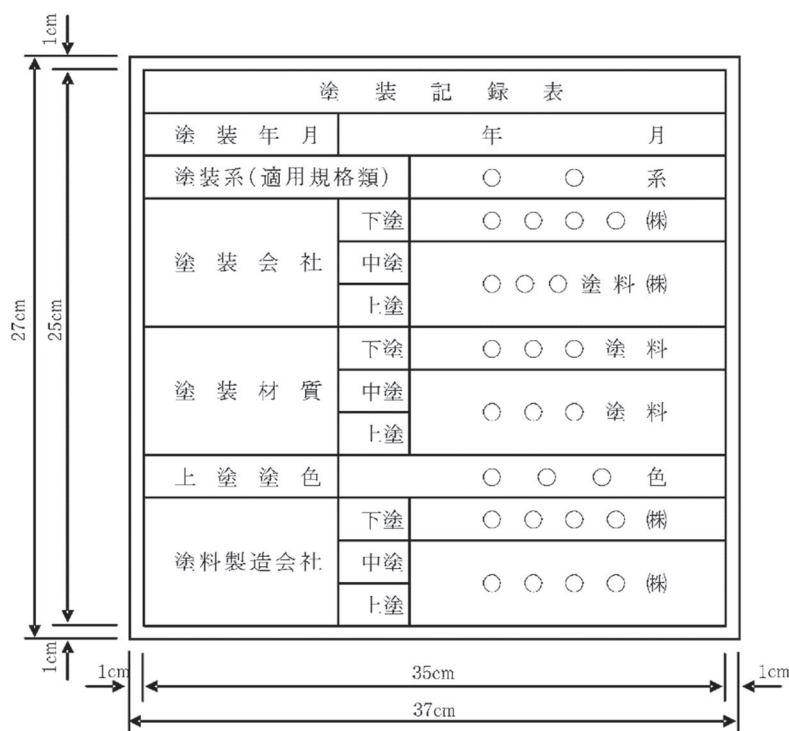 1cm
27cm
25cm
塗装記録表
塗装年月 年 月
塗装系(適用規格類) ○ ○ 系
塗装会社 下塗 ○○○○㈱
中塗 ○○○塗料㈱
上塗
塗装材質 下塗 ○○○塗料
中塗 ○○○塗料
上塗
上塗塗色 ○○○色
塗料製造会社 下塗 ○○○○㈱
中塗 ○○○○㈱
上塗
1cm
1cm 35cm 1cm
37cm